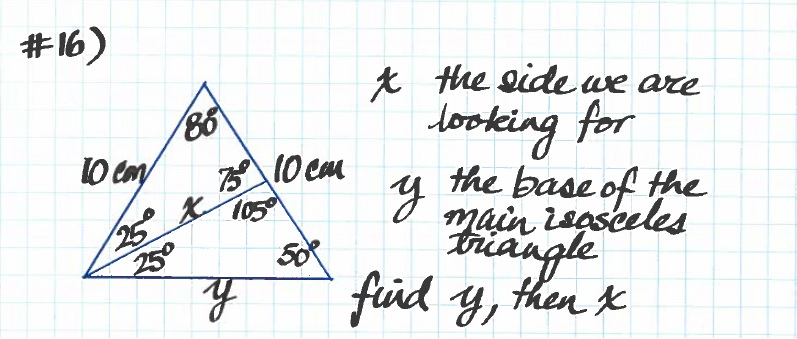 #16)
x the side we are
looking for
80°
10 cm
75°
10 cm
x
105°
25°
25°
50°
y
y the base of the
main isosceles
triangle
find y, then x